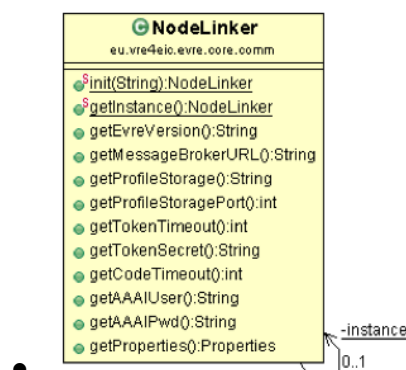 NodeLinker
eu.vre4eic.evre.core.comm
init(String):NodeLinker
getInstance():NodeLinker
getEvreVersion():String
getMessageBrokerURL():String
getProfileStorage():String
getProfileStoragePort():int
getTokenTimeout():int
getTokenSecret():String
getCodeTimeout():int
getAAAIUser():String
getAAAIPwd():String
getProperties():Properties
-instance
0..1